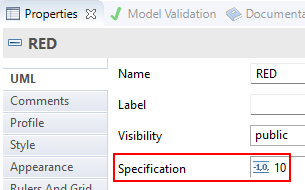 Properties Model Validation Documenta
RED
UML
Comments
Profile
Style
Appearance
Rulers And Grid
Name RED
Label
Visibility public
Specification -1,0, 10